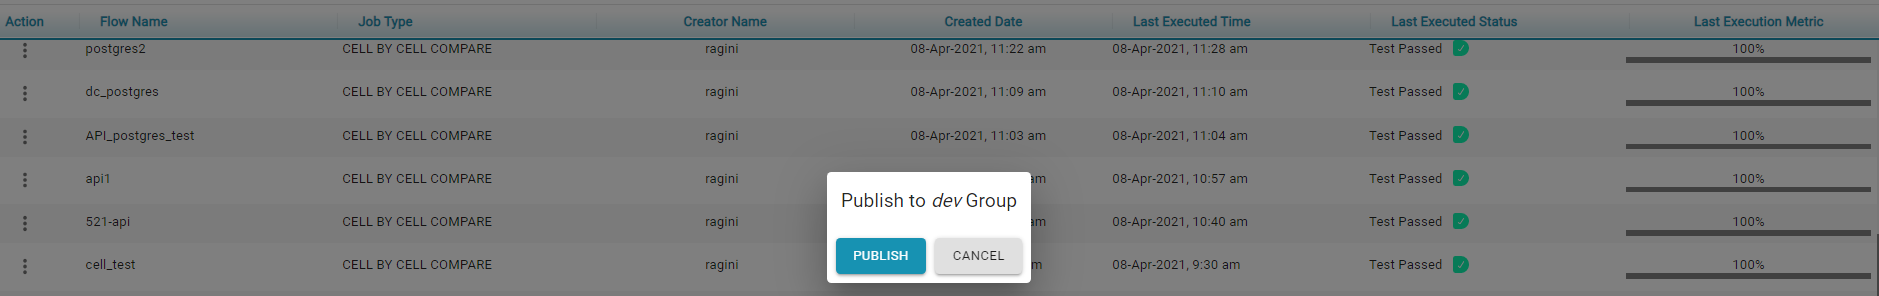 Action Flow Name Job Type Creator Name Created Date Last Executed Time Last Executed Status Last Execution Metric
postgres2 CELL BY CELL COMPARE ragini 08-Apr-2021, 11:22 am 08-Apr-2021, 11:28 am Test Passed 100%
dc_postgres CELL BY CELL COMPARE ragini 08-Apr-2021, 11:09 am 08-Apr-2021, 11:10 am Test Passed 100%
API_postgres_test CELL BY CELL COMPARE ragini 08-Apr-2021, 11:03 am 08-Apr-2021, 11:04 am Test Passed 100%
api1 CELL BY CELL COMPARE ragini am 08-Apr-2021, 10:57 am Test Passed 100%
Publish to dev Group
521-api CELL BY CELL COMPARE ragini am 08-Apr-2021, 10:40 am Test Passed 100%
PUBLISH CANCEL
cell_test CELL BY CELL COMPARE ragini m 08-Apr-2021, 9:30 am Test Passed 100%